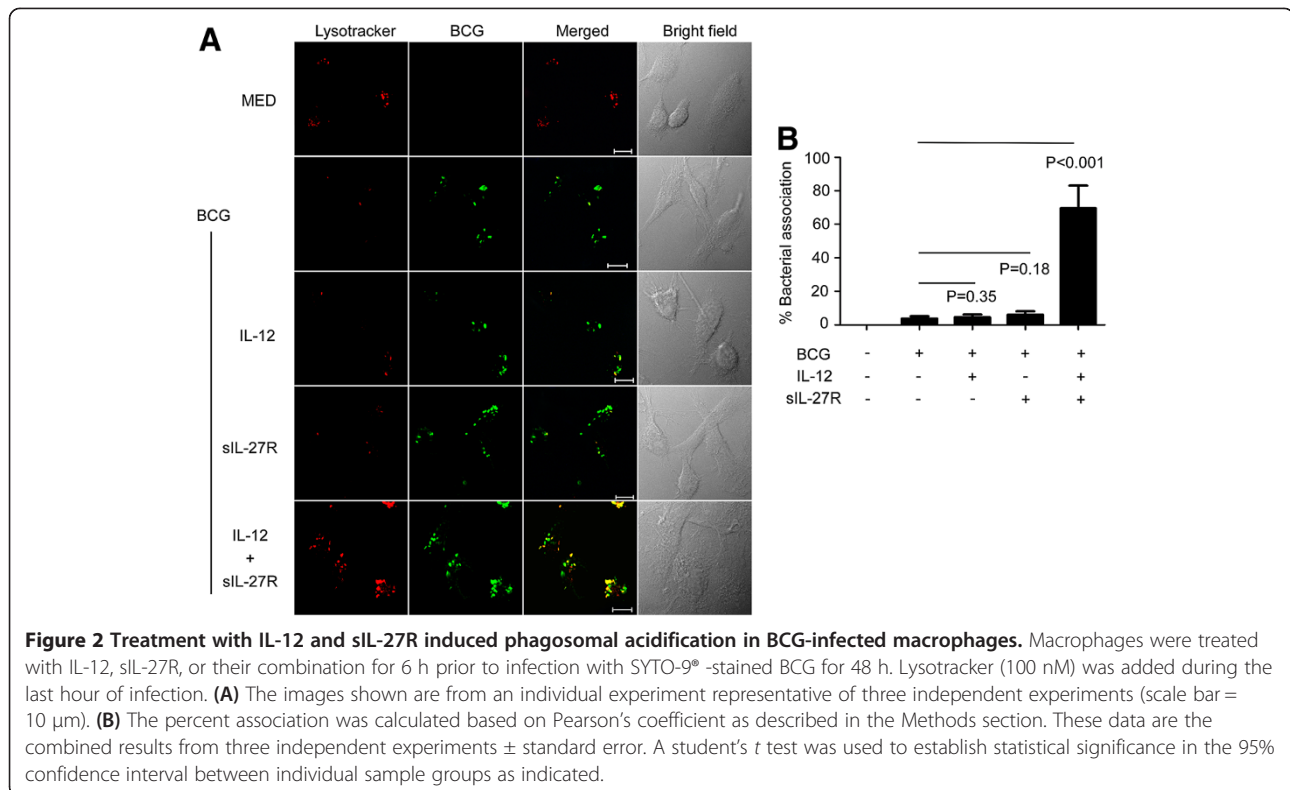 A
Lysotracker BCG Merged Bright field
MED
BCG
IL-12
sIL-27R
IL-12
+
sIL-27R
B
100
80
60
40
20
0
% Bacterial association
P<0.001
P=0.18
P=0.35
BCG - + + + +
IL-12 - - + - +
sIL-27R - - - + +
Figure 2 Treatment with IL-12 and sIL-27R induced phagosomal acidification in BCG-infected macrophages. Macrophages were treated
with IL-12, sIL-27R, or their combination for 6 h prior to infection with SYTO-9® -stained BCG for 48 h. Lysotracker (100 nM) was added during the
last hour of infection. (A) The images shown are from an individual experiment representative of three independent experiments (scale bar =
10 μm). (B) The percent association was calculated based on Pearson's coefficient as described in the Methods section. These data are the
combined results from three independent experiments ± standard error. A student's t test was used to establish statistical significance in the 95%
confidence interval between individual sample groups as indicated.